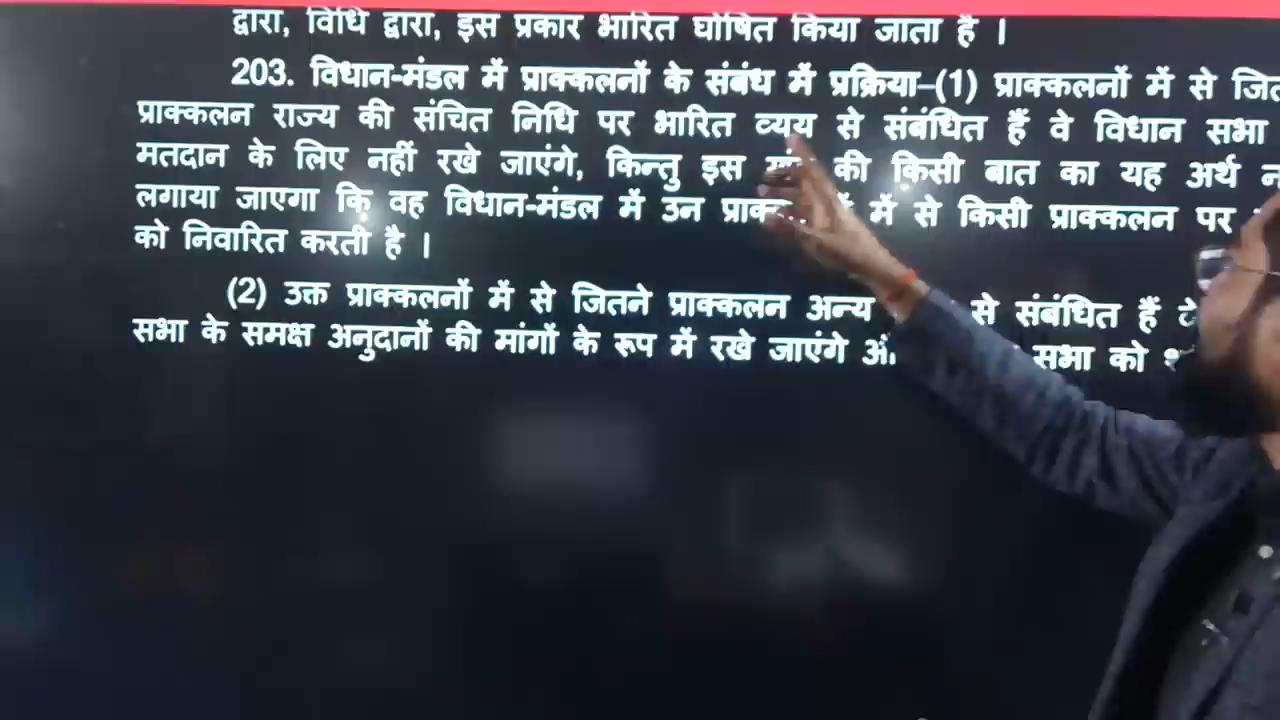 द्वारा, विधि द्वारा, इस प्रकार भारित घोषित किया जाता है ।
203. विधान-मंडल में प्राक्कलनों के संबंध में प्रक्रिया–(1) प्राक्कलनों में से
प्राक्कलन राज्य की संचित निधि पर भारित व्यय से संबंधित हैं वे विधान सभा
मतदान के लिए नहीं रखे जाएंगे, किन्तु इस की किसी बात का यह अर्थ
लगाया जाएगा कि वह विधान-मंडल में उन में से किसी प्राक्कलन पर
को निवारित करती है ।
(2) उक्त प्राक्कलनों में से जितने प्राक्कलन अन्य से संबंधित हैं
सभा के समक्ष अनुदानों की मांगों के रूप में रखे जाएंगे सभा को